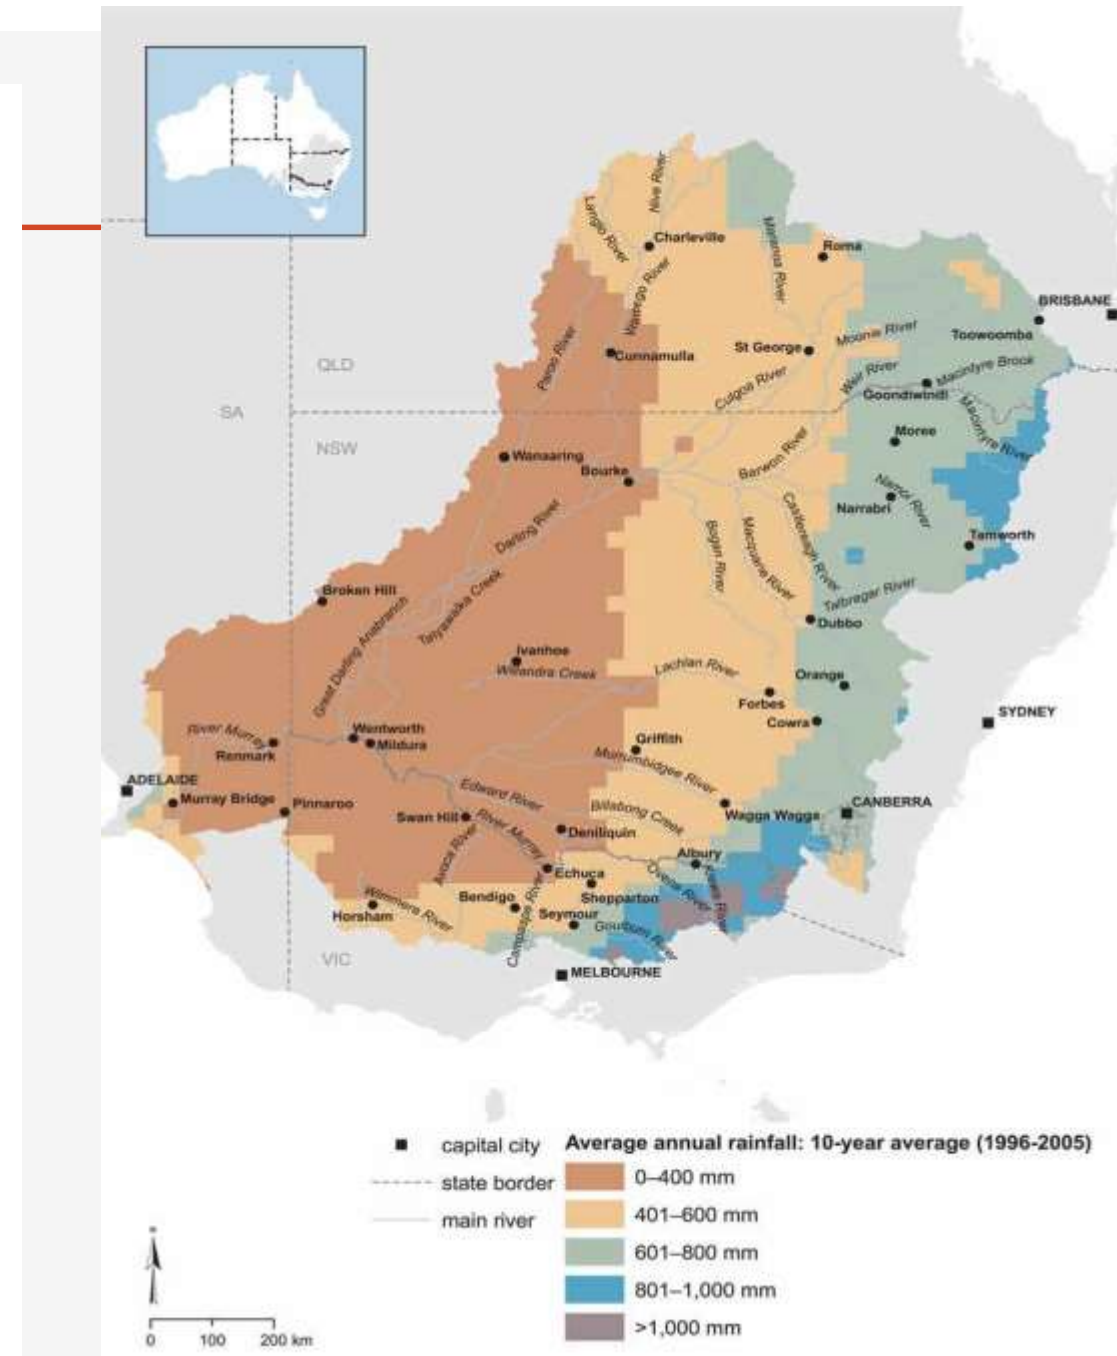 Nive River
Langlo River
Charleville
Maranoa River
Roma
Warrego River
BRISBANE
Toowoomba
Moonie River
St George
Paroo River
Cunnamulla
QLD
Weir River
Macintyre Brook
Culgoa River
Goondiwindi
SA
Macintyre River
Moree
NSW
Wanaaring
Barwon River
Bourke
Namoi River
Narrabri
Darling River
Castlereagh River
Bogan River
Macquarie River
Tamworth
Broken Hill
Talyawalka Creek
Talbragar River
Great Darling Anabranch
Dubbo
Ivanhoe
Willandra Creek
Lachlan River
Orange
Forbes
SYDNEY
Cowra
River Murray
Wentworth
Mildura
Renmark
Griffith
Murrumbidgee River
ADELAIDE
Murray Bridge
Pinnaroo
Edward River
CANBERRA
Billabong Creek
Wagga Wagga
Swan Hill
River Murray
Deniliquin
Avoca River
Albury
Echuca
Ovens River
Kiewa River
Wimmera River
Bendigo
Shepparton
Horsham
Campaspe River
Seymour
Goulburn River
VIC
MELBOURNE
capital city
state border
main river
Average annual rainfall: 10-year average (1996-2005)
0–400 mm
401–600 mm
601–800 mm
801–1,000 mm
>1,000 mm
0 100 200 km